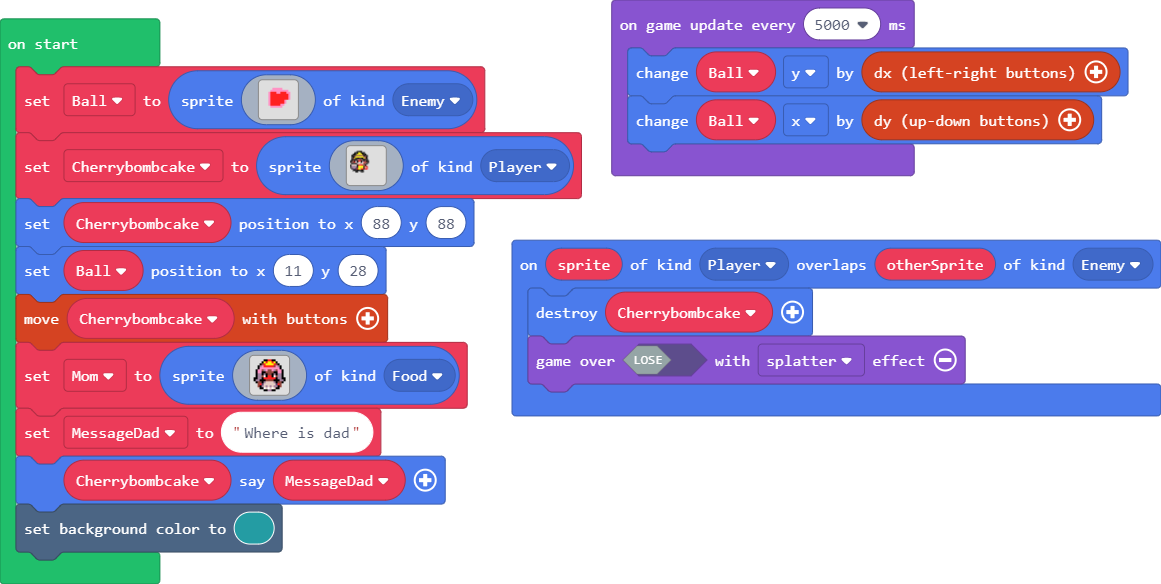 on start
set Ball to sprite of kind Enemy
set Cherrybombcake to sprite of kind Player
set Cherrybombcake position to x 88 y 88
set Ball position to x 11 y 28
move Cherrybombcake with buttons
set Mom to sprite of kind Food
set MessageDad to "Where is dad"
Cherrybombcake say MessageDad
set background color to
on game update every 5000 ms
change Ball y by dx (left-right buttons)
change Ball x by dy (up-down buttons)
on sprite of kind Player overlaps otherSprite of kind Enemy
destroy Cherrybombcake
game over LOSE with splatter effect